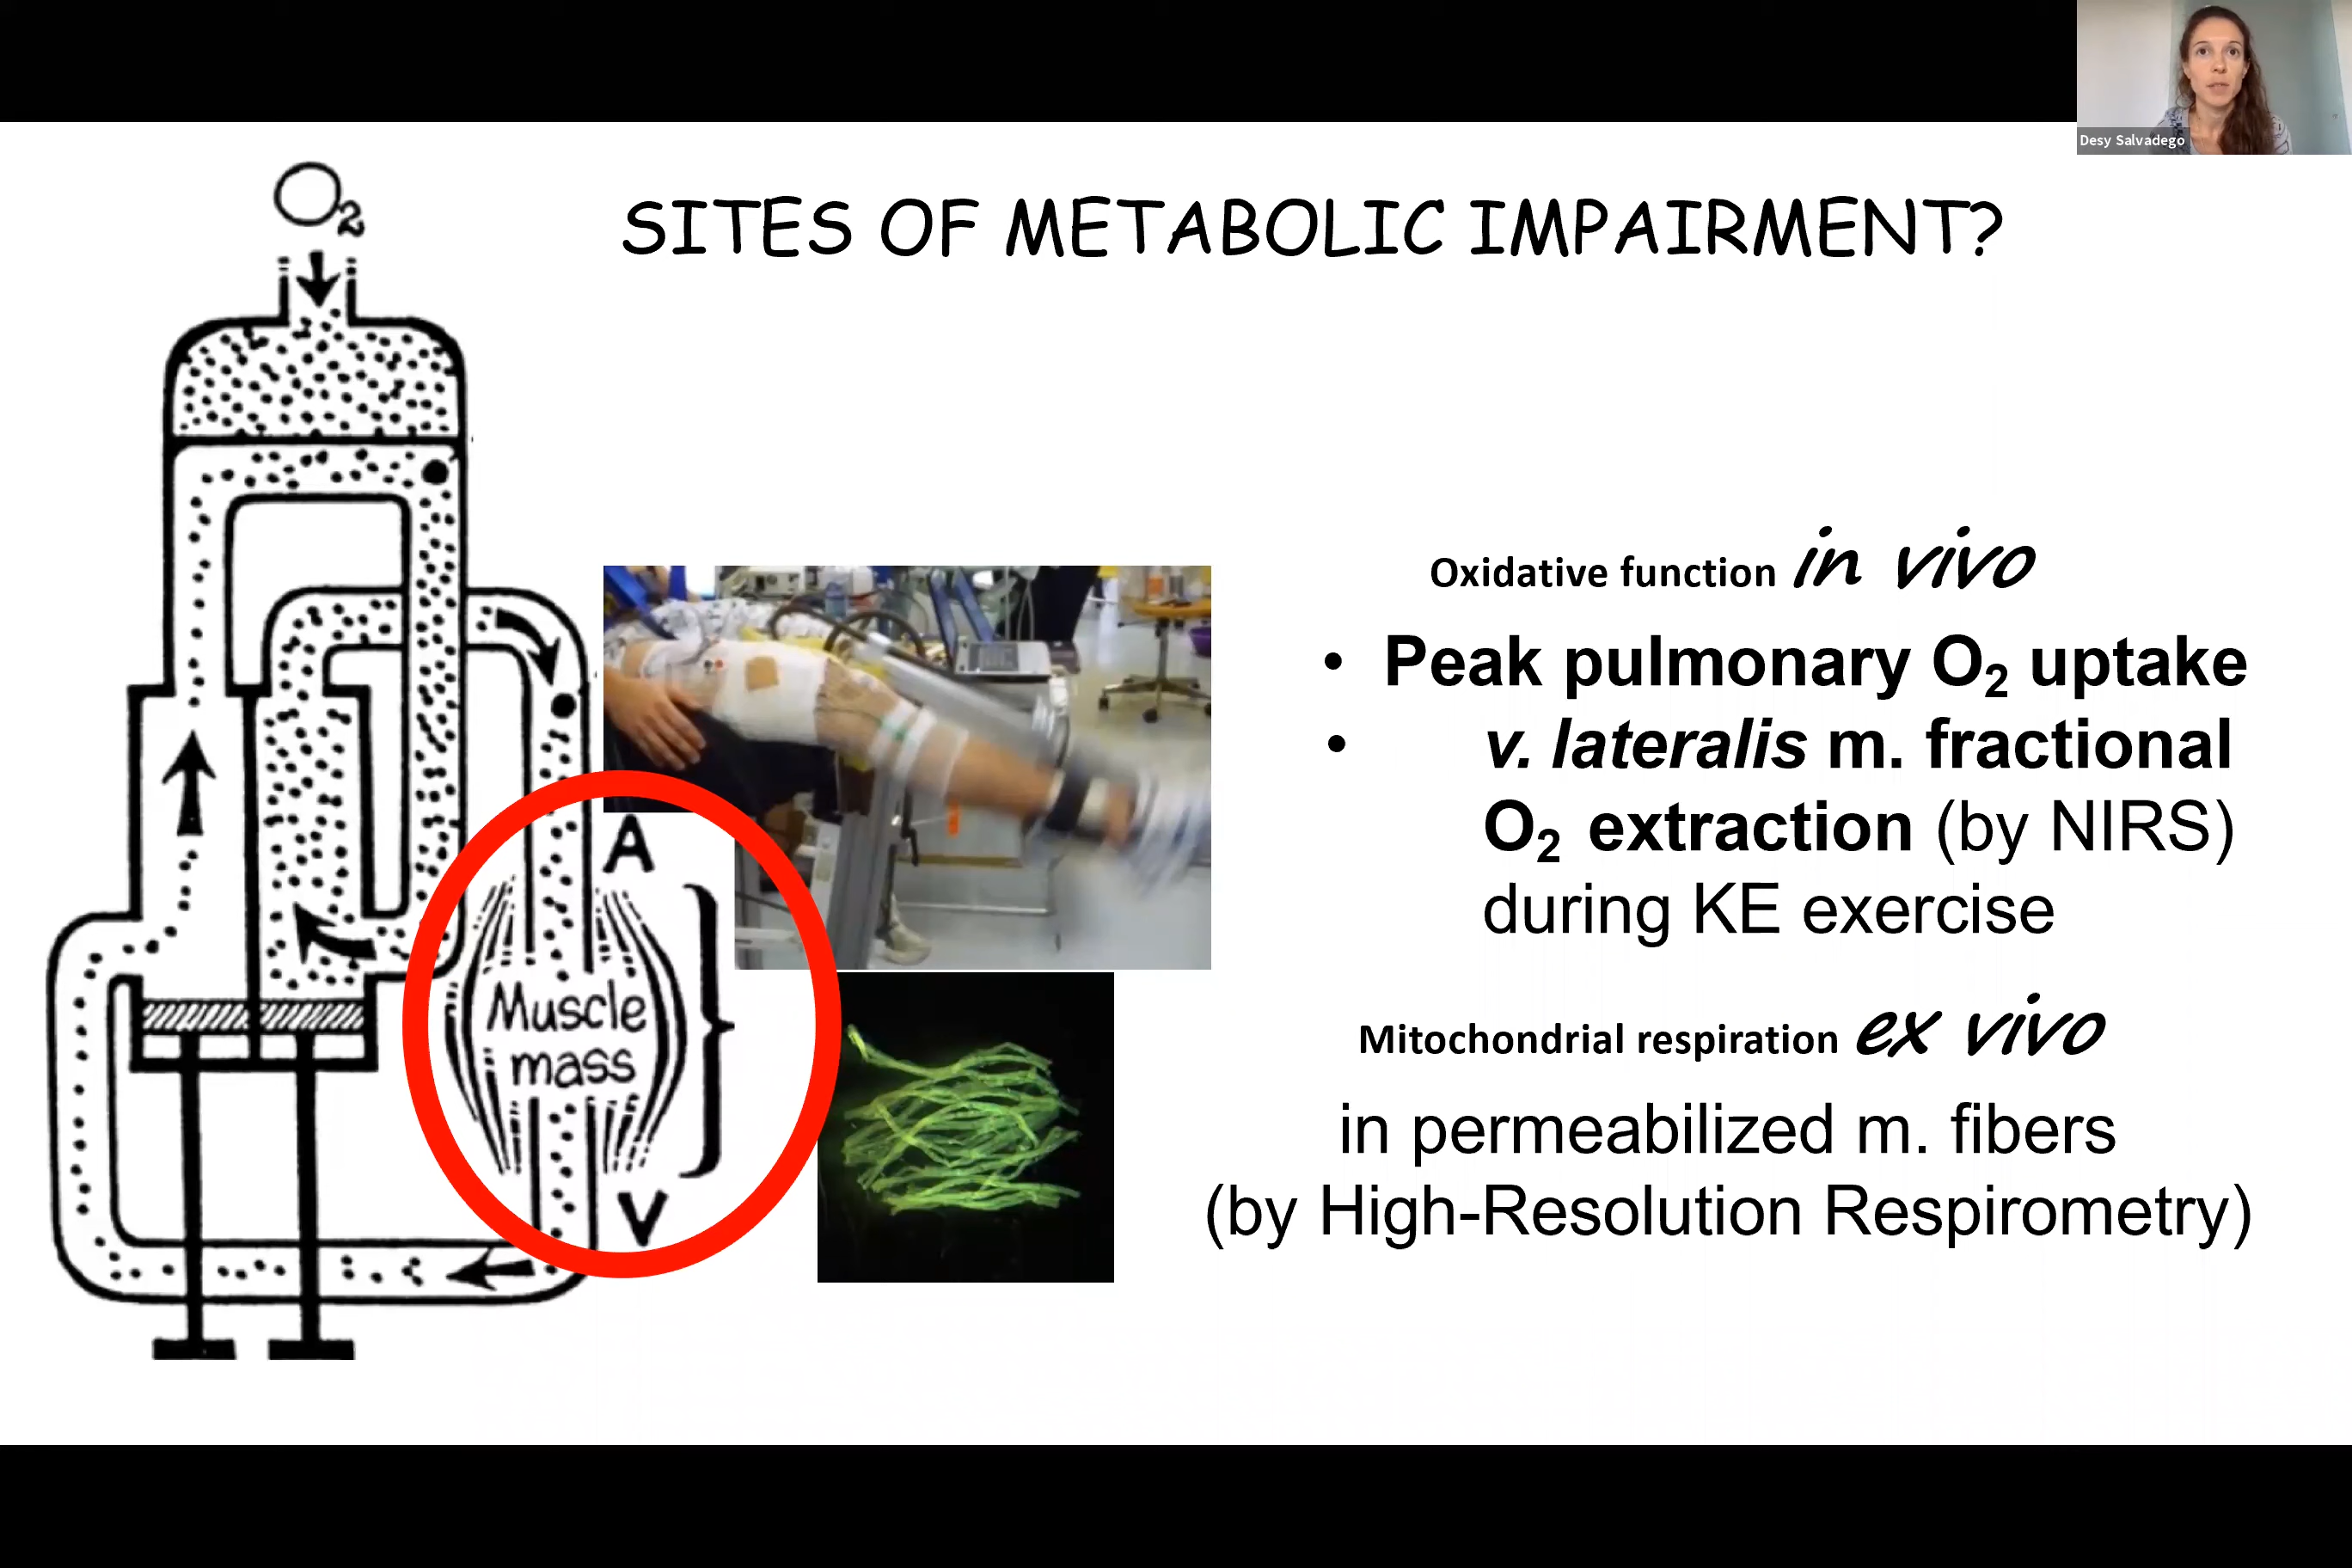 Desy Salvadego
O2
SITES OF METABOLIC IMPAIRMENT?
Oxidative function in vivo
• Peak pulmonary O2 uptake
• v. lateralis m. fractional
O2 extraction (by NIRS)
during KE exercise
A
Muscle
mass
V
Mitochondrial respiration ex vivo
in permeabilized m. fibers
(by High-Resolution Respirometry)